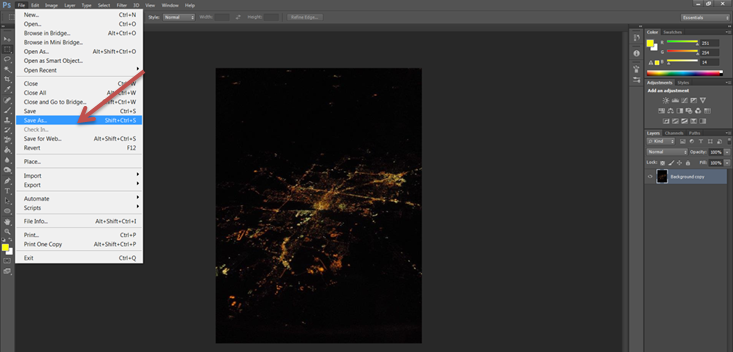 Ps File Edit Image Layer Type Select Filter 3D View Window Help
Style: Normal Width: Height: Refine Edge... Essentials
New... Ctrl+N
Open... Ctrl+O
Browse in Bridge... Alt+Ctrl+O
Browse in Mini Bridge...
Open As... Alt+Shift+Ctrl+O
Open as Smart Object...
Open Recent
Close Ctrl+W
Close All Alt+Ctrl+W
Close and Go to Bridge... Shift+Ctrl+W
Save Ctrl+S
Save As... Shift+Ctrl+S
Check In...
Save for Web... Alt+Shift+Ctrl+S
Revert F12
Place...
Import
Export
Automate
Scripts
File Info... Alt+Shift+Ctrl+I
Print... Ctrl+P
Print One Copy Alt+Shift+Ctrl+P
Exit Ctrl+Q
Color Swatches
R 251
G 254
B 14
Adjustments Styles
Add an adjustment
Layers Channels Paths
Kind
Normal Opacity: 100%
Lock: Fill: 100%
Background copy